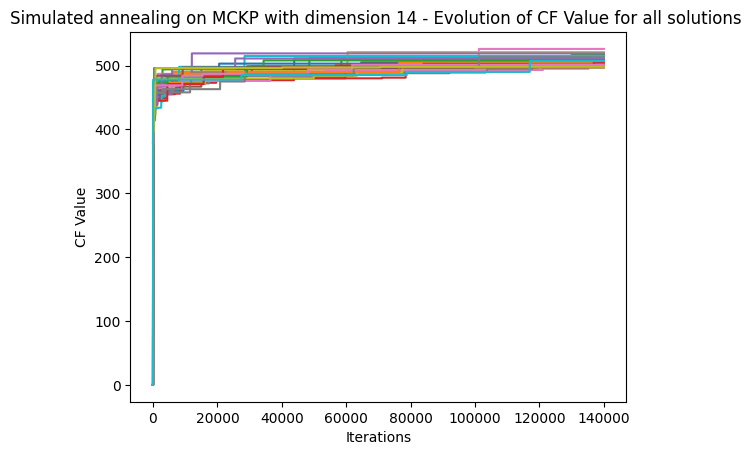 Simulated annealing on MCKP with dimension 14 - Evolution of CF Value for all solutions
500
400
300
200
100
0
CF Value
0 20000 40000 60000 80000 100000 120000 140000
Iterations